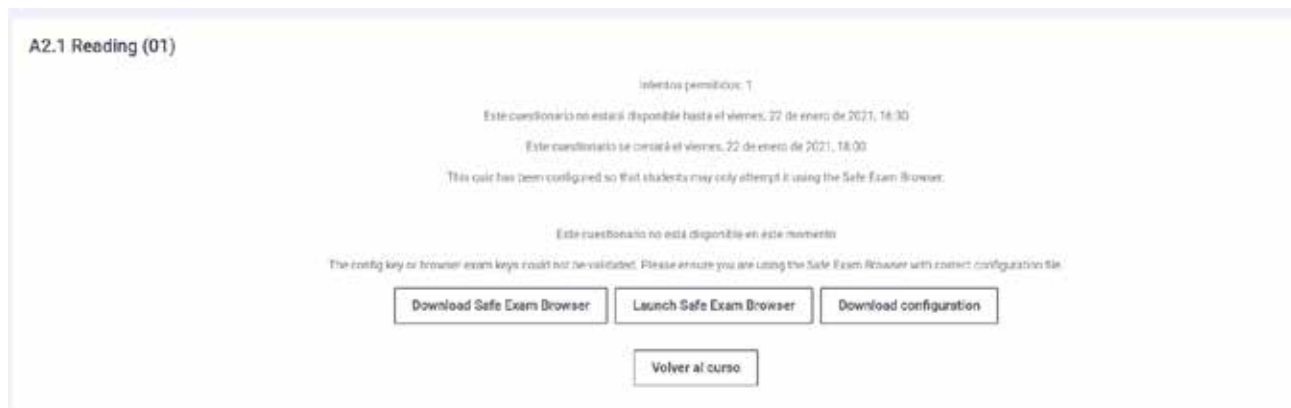 A2.1 Reading (01)
Intentos permitidos: 1
Este cuestionario no estará disponible hasta el viernes, 22 de enero de 2021, 16:30
Este cuestionario se cerrará el viernes, 22 de enero de 2021, 18:00
This quiz has been configured so that students may only attempt it using the Safe Exam Browser.
Este cuestionario no está disponible en este momento
The config key or browser exam keys could not be validated. Please ensure you are using the Safe Exam Browser with correct configuration file.
Download Safe Exam Browser
Launch Safe Exam Browser
Download configuration
Volver al curso